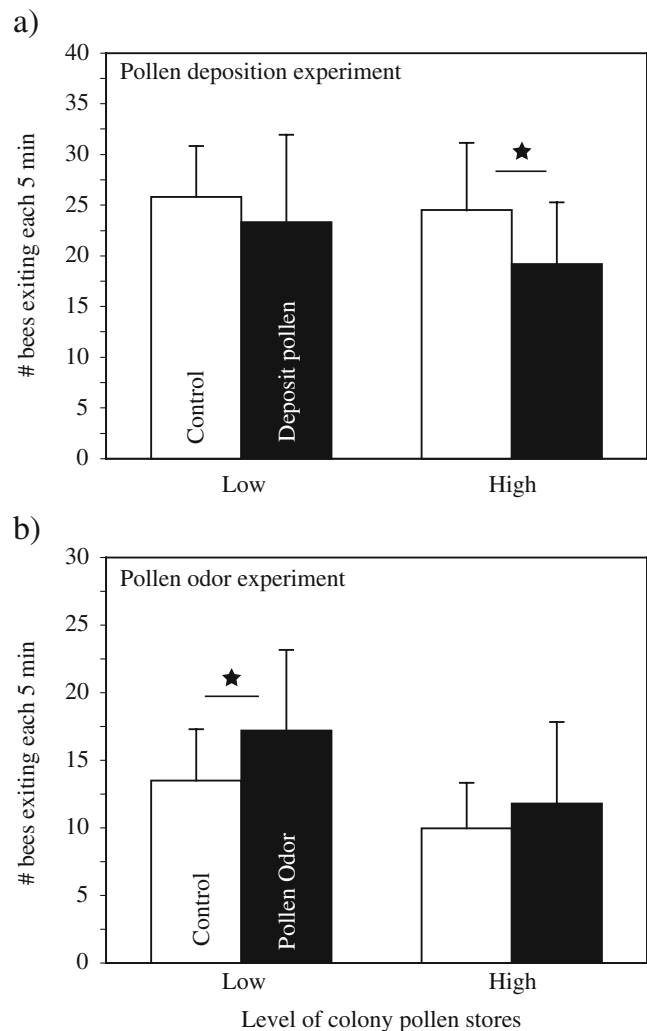 a)
Pollen deposition experiment
# bees exiting each 5 min
40
35
30
25
20
15
10
5
0
Control
Deposit pollen
Low
High
b)
Pollen odor experiment
# bees exiting each 5 min
30
25
20
15
10
5
0
Control
Pollen Odor
Low
High
Level of colony pollen stores